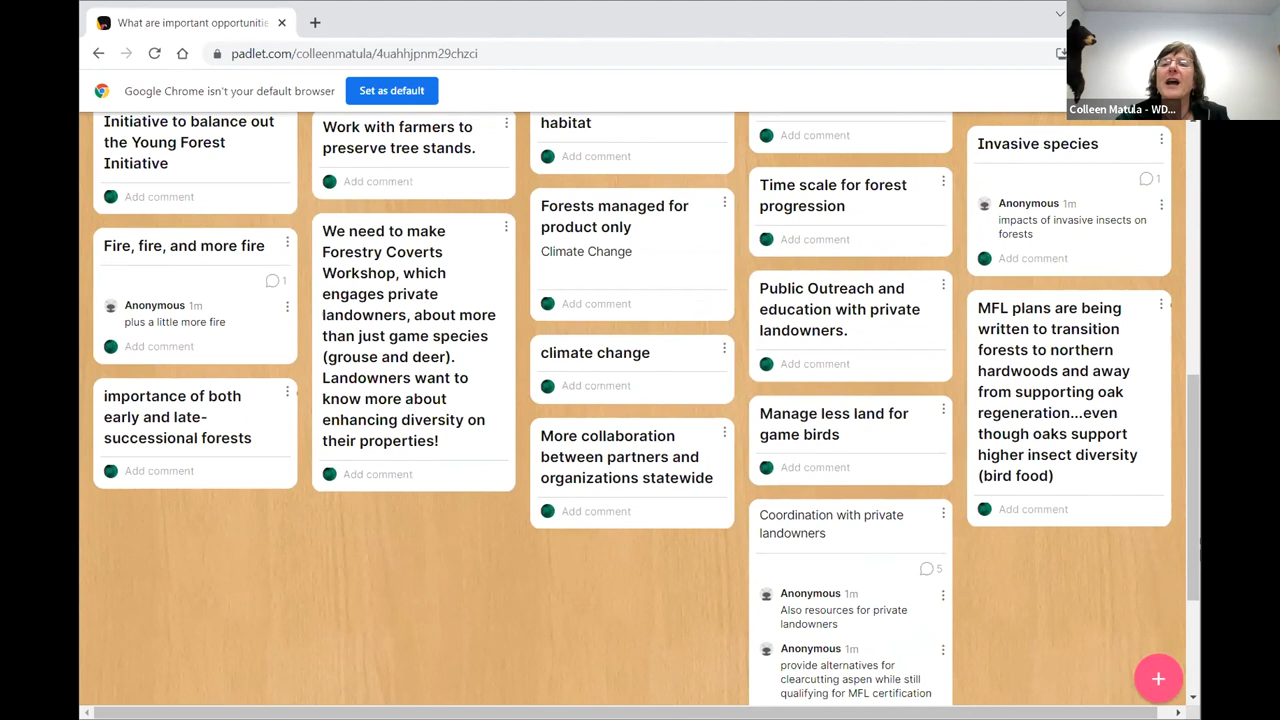 What are important opportunitie
padlet.com/colleenmatula/4uahhjpnm29chzci
Google Chrome isn't your default browser
Set as default
Colleen Matula - WD...
Initiative to balance out
the Young Forest
Initiative
Add comment
Fire, fire, and more fire
1
Anonymous 1m
plus a little more fire
Add comment
importance of both
early and late-
successional forests
Add comment
Work with farmers to
preserve tree stands.
Add comment
We need to make
Forestry Coverts
Workshop, which
engages private
landowners, about more
than just game species
(grouse and deer).
Landowners want to
know more about
enhancing diversity on
their properties!
Add comment
habitat
Add comment
Forests managed for
product only
Climate Change
Add comment
climate change
Add comment
More collaboration
between partners and
organizations statewide
Add comment
Add comment
Time scale for forest
progression
Add comment
Public Outreach and
education with private
landowners.
Add comment
Manage less land for
game birds
Add comment
Coordination with private
landowners
5
Anonymous 1m
Also resources for private
landowners
Anonymous 1m
provide alternatives for
clearcutting aspen while still
qualifying for MFL certification
Invasive species
1
Anonymous 1m
impacts of invasive insects on
forests
Add comment
MFL plans are being
written to transition
forests to northern
hardwoods and away
from supporting oak
regeneration...even
though oaks support
higher insect diversity
(bird food)
Add comment